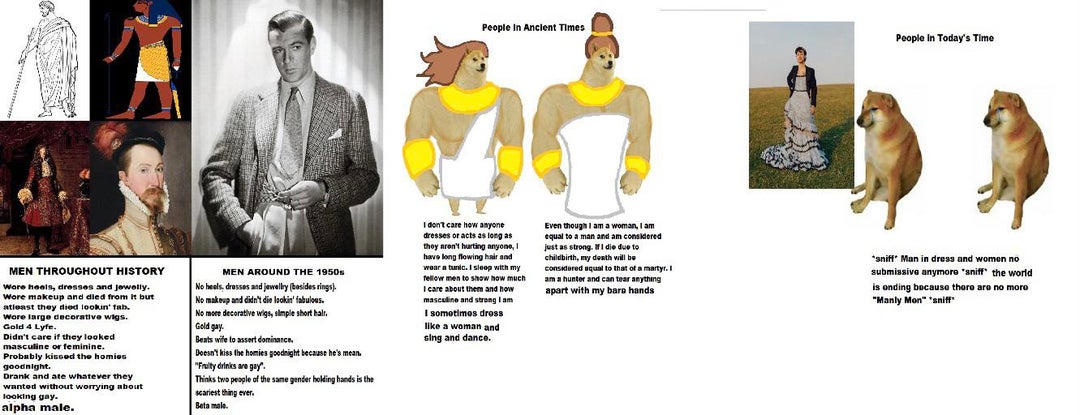 MEN THROUGHOUT HISTORY
Wore heels, dresses and jewelly.
Wore makeup and died from it but
atleast they died lookin' fab.
Wore large decorative wigs.
Gold 4 Lyfe.
Didn't care if they looked
masculine or feminine.
Probably kissed the homies
goodnight.
Drank and ate whatever they
wanted without worrying about
looking gay.
alpha male.
MEN AROUND THE 1950s
No heels, dresses and jewellry (besides rings).
No makeup and didn't die lookin' fabulous.
No more decorative wigs, simple short hair.
Gold gay.
Beats wife to assert dominance.
Doesn't kiss the homies goodnight because he's mean.
"Fruity drinks are gay".
Thinks two people of the same gender holding hands is the
scariest thing ever.
Beta male.
People in Ancient Times
I don't care how anyone
dresses or acts as long as
they aren't hurting anyone, I
have long flowing hair and
wear a tunic. I sleep with my
fellow men to show how much
I care about them and how
masculine and strong I am
I sometimes dress
like a woman and
sing and dance.
Even though I am a woman, I am
equal to a man and am considered
just as strong. If I die due to
childbirth, my death will be
considered equal to that of a martyr. I
am a hunter and can tear anything
apart with my bare hands
People in Today's Time
*sniff* Man in dress and women no
submissive anymore *sniff* the world
is ending because there are no more
"Manly Men" *sniff*